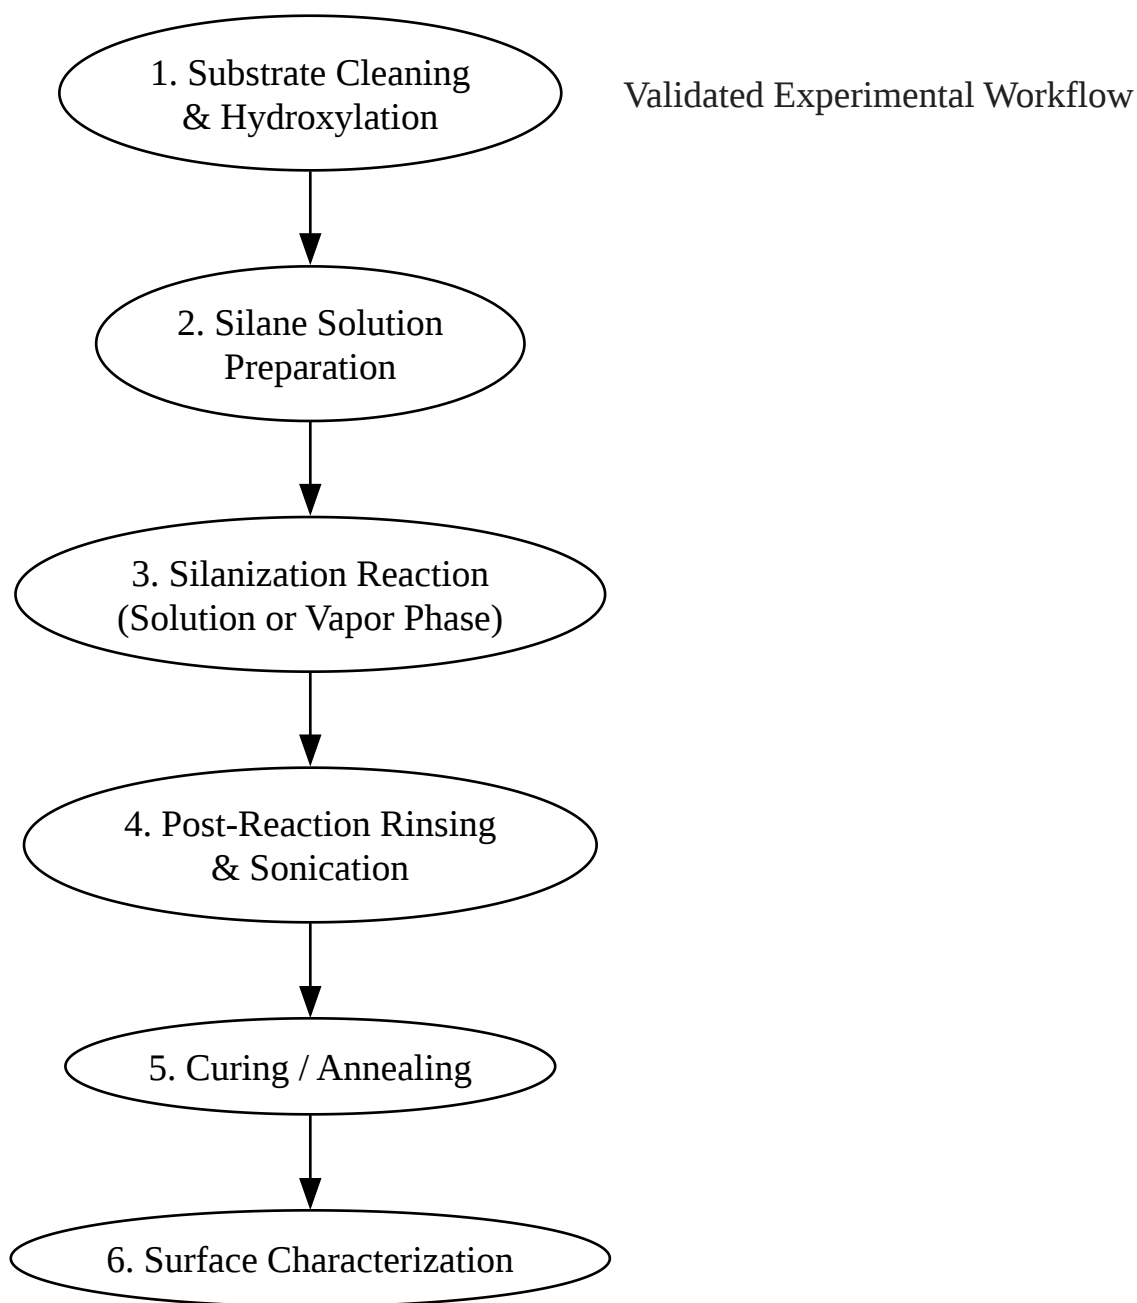 1. Substrate Cleaning
& Hydroxylation
Validated Experimental Workflow
2. Silane Solution
Preparation
3. Silanization Reaction
(Solution or Vapor Phase)
4. Post-Reaction Rinsing
& Sonication
5. Curing / Annealing
6. Surface Characterization